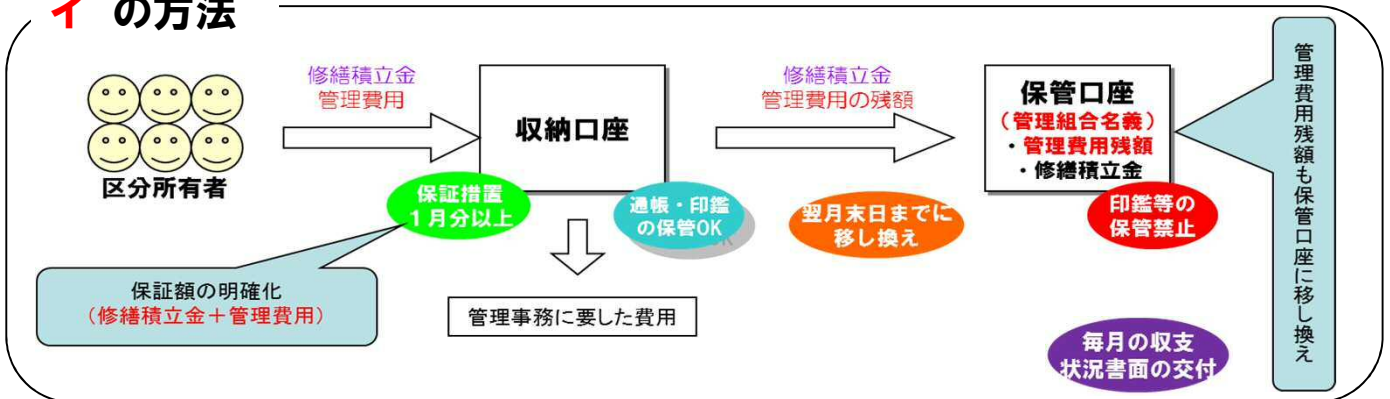 イ の方法
区分所有者
修繕積立金
管理費用
収納口座
保証措置
1月分以上
通帳・印鑑
の保管OK
保証額の明確化
（修繕積立金＋管理費用）
管理事務に要した費用
修繕積立金
管理費用の残額
翌月末日までに
移し換え
保管口座
（管理組合名義）
・管理費用残額
・修繕積立金
印鑑等の
保管禁止
毎月の収支
状況書面の交付
管理費用残額も保管口座に移し換え